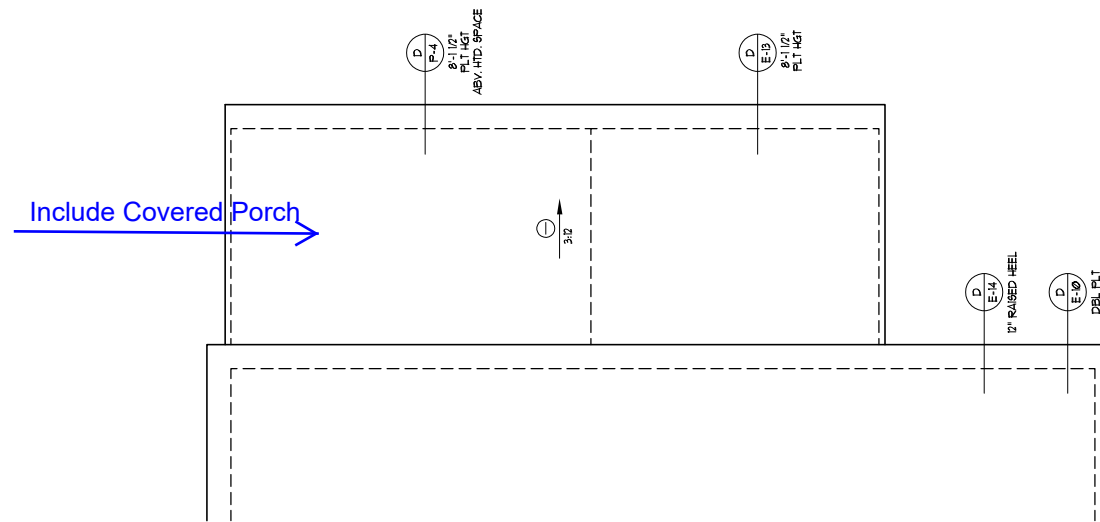 D
P-4
8'-1 1/2"
PLT HGT
ABV. HTD. SPACE
D
E-13
8'-1 1/2"
PLT HGT
Include Covered Porch
3:12
D
E-14
12" RAISED HEEL
D
E-10
DBL PLT